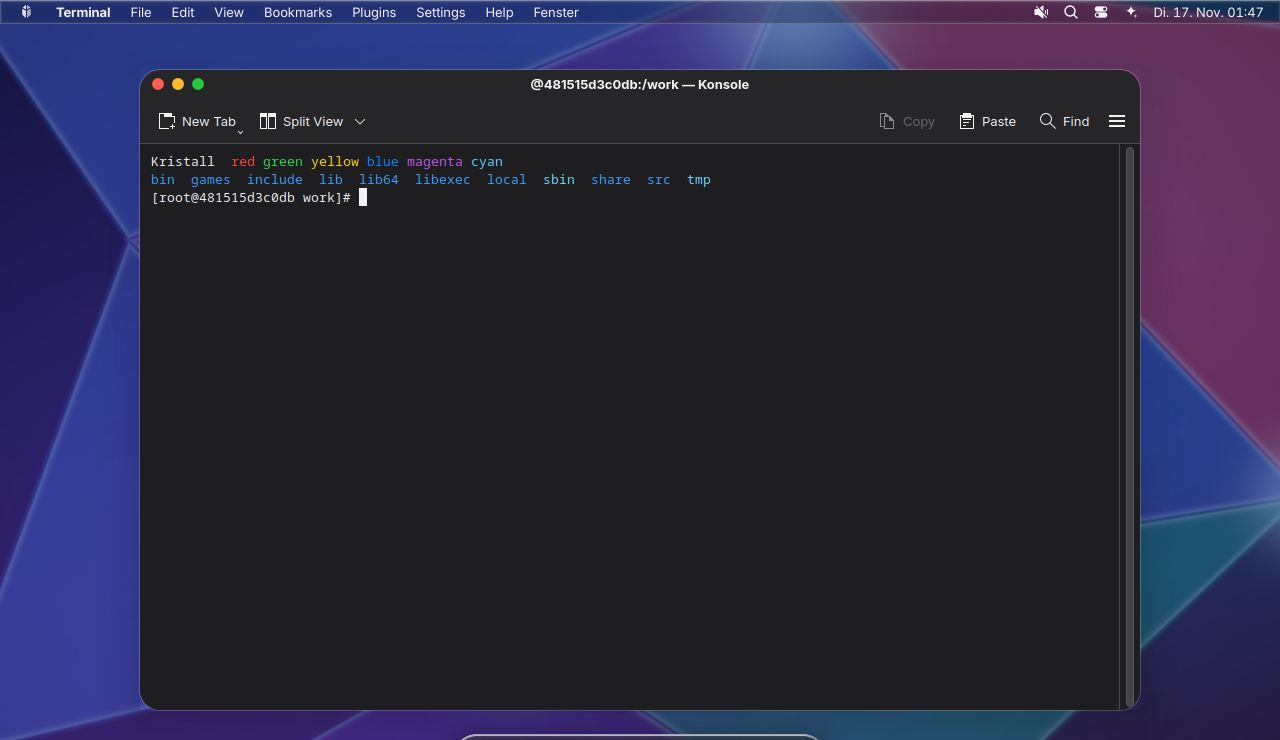 Terminal File Edit View Bookmarks Plugins Settings Help Fenster Di. 17. Nov. 01:47
@481515d3c0db:/work — Konsole
New Tab Split View Copy Paste Find
Kristall red green yellow blue magenta cyan
bin games include lib lib64 libexec local sbin share src tmp
[root@481515d3c0db work]#